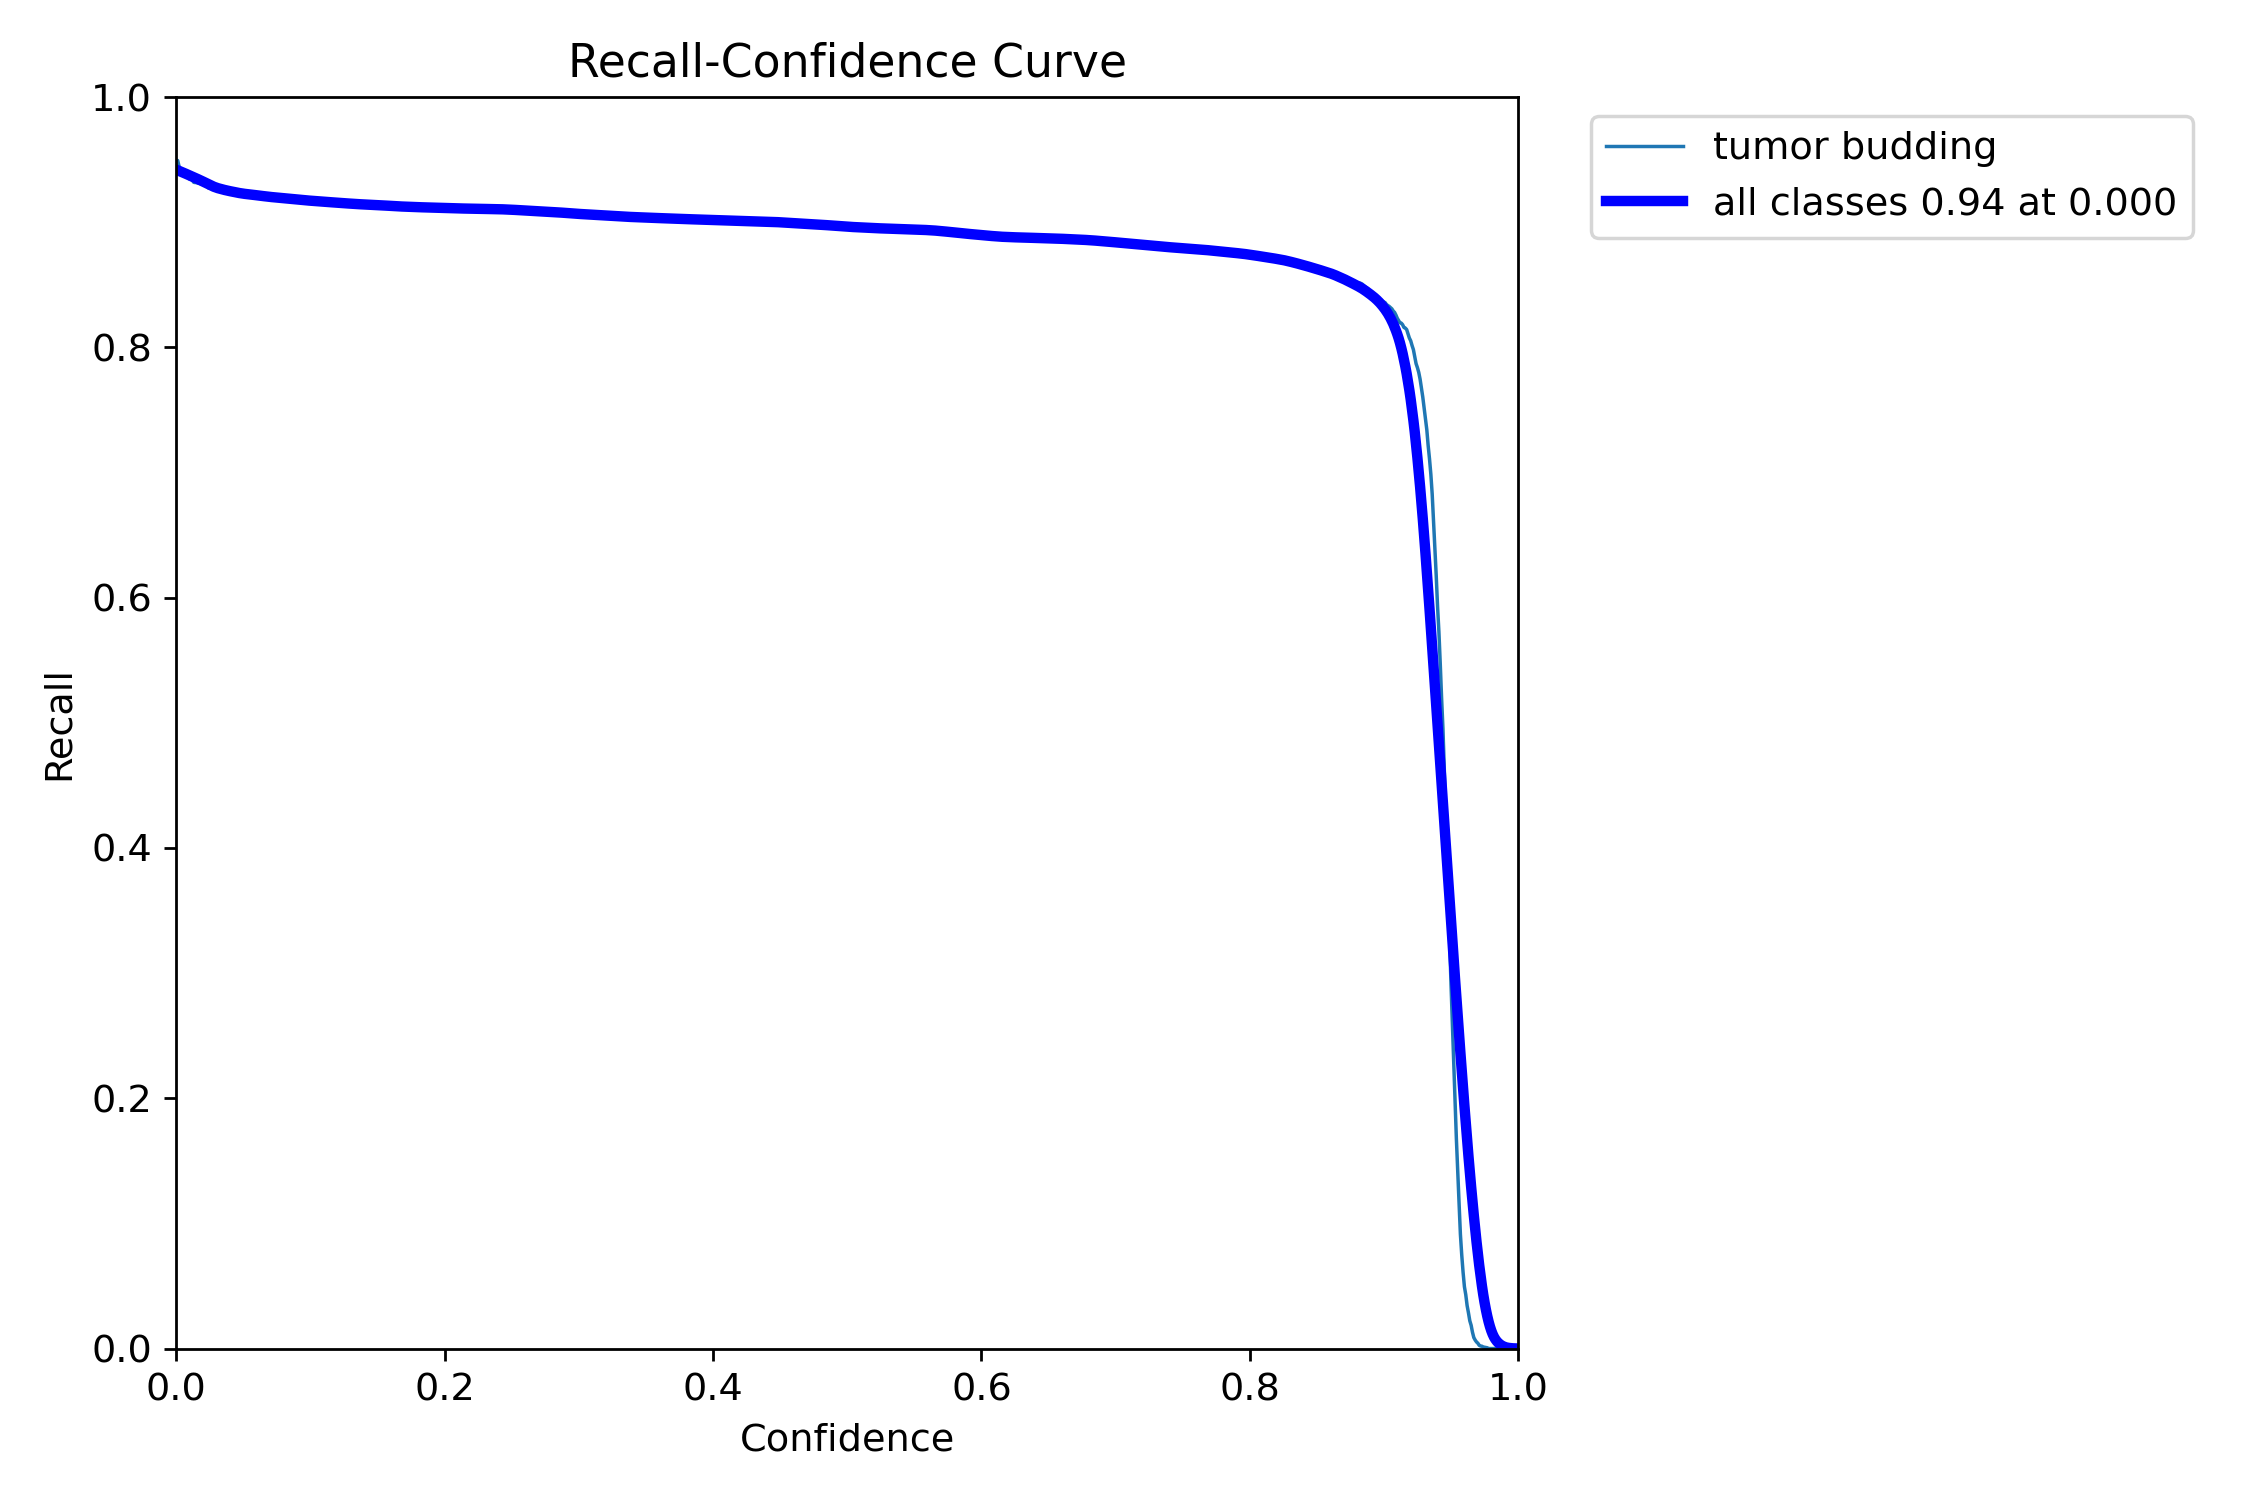 Recall-Confidence Curve
1.0
0.8
0.6
0.4
0.2
0.0
Recall
0.0 0.2 0.4 0.6 0.8 1.0
Confidence
tumor budding
all classes 0.94 at 0.000